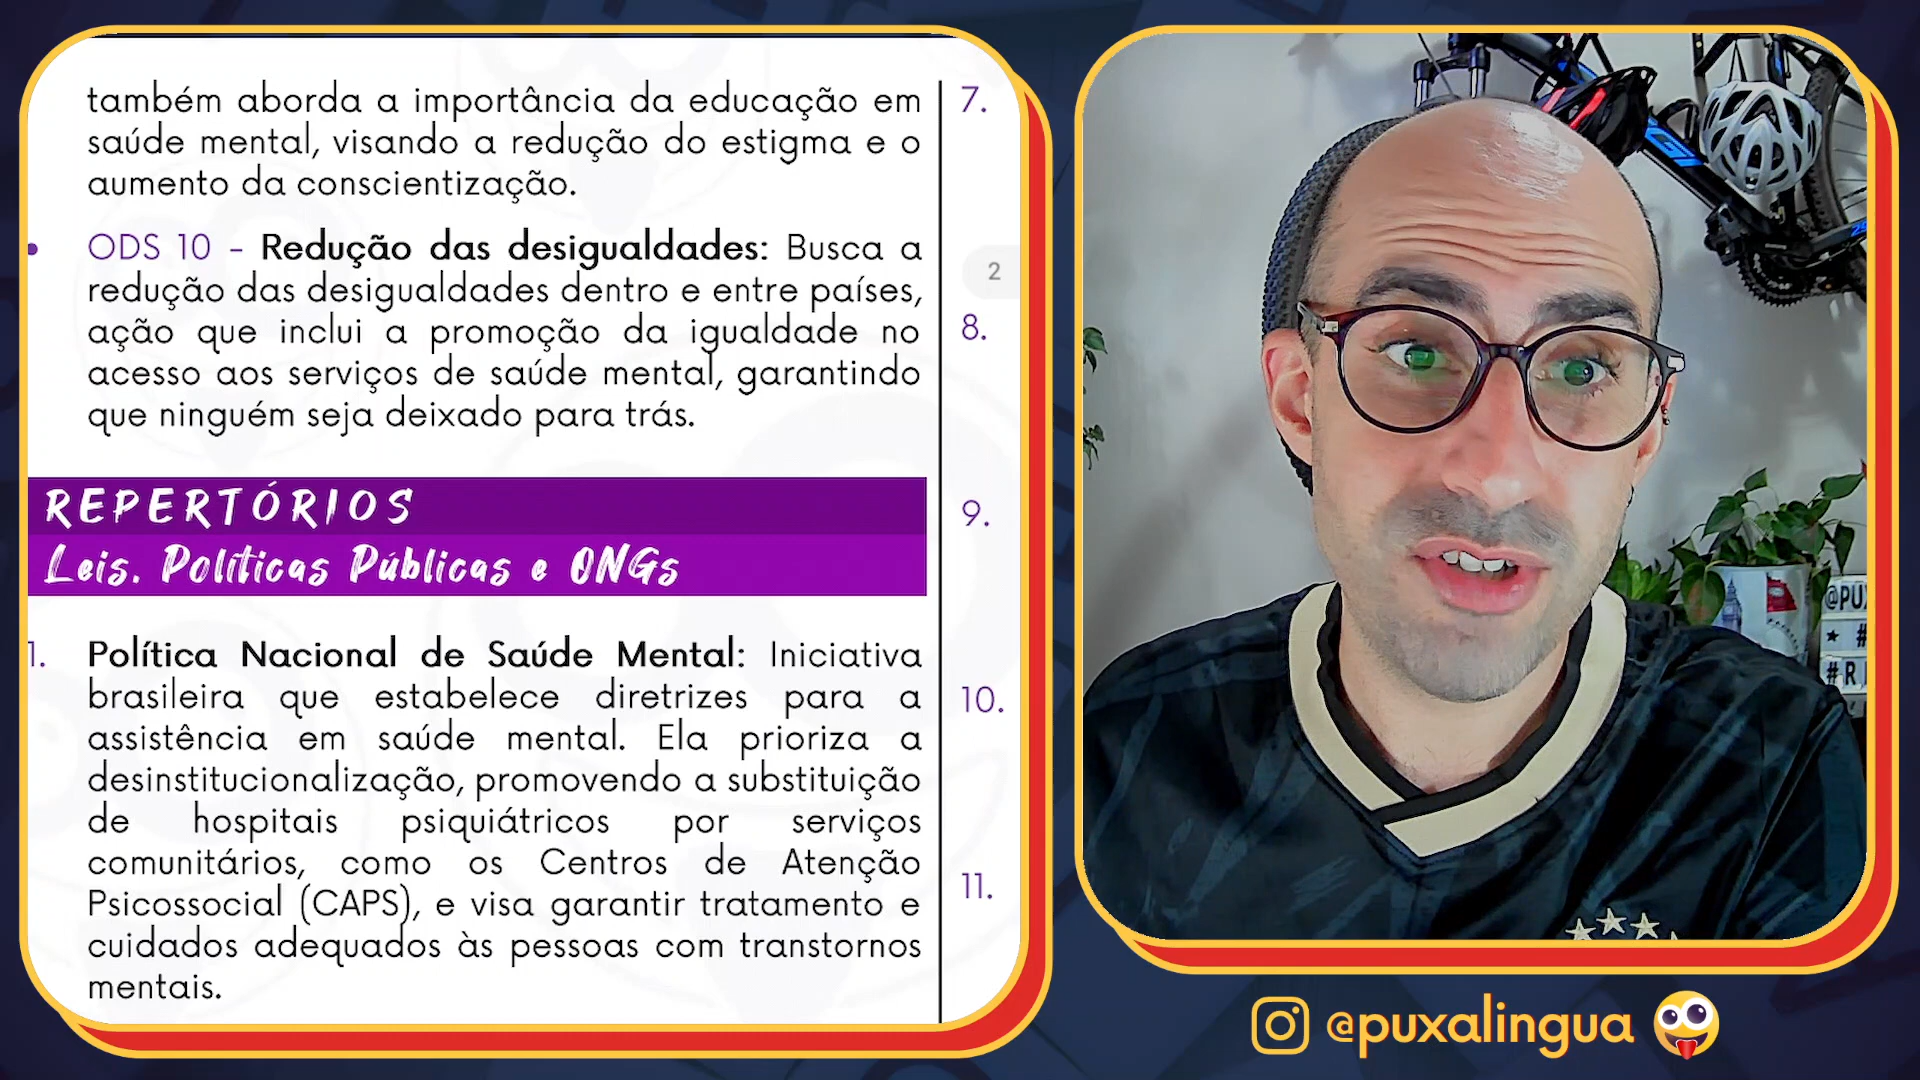 também aborda a importância da educação em
saúde mental, visando a redução do estigma e o
aumento da conscientização.
• ODS 10 - Redução das desigualdades: Busca a
redução das desigualdades dentro e entre países,
ação que inclui a promoção da igualdade no
acesso aos serviços de saúde mental, garantindo
que ninguém seja deixado para trás.
REPERTÓRIOS
Leis. Políticas Públicas e ONGs
1. Política Nacional de Saúde Mental: Iniciativa
brasileira que estabelece diretrizes para a
assistência em saúde mental. Ela prioriza a
desinstitucionalização, promovendo a substituição
de hospitais psiquiátricos por serviços
comunitários, como os Centros de Atenção
Psicossocial (CAPS), e visa garantir tratamento e
cuidados adequados às pessoas com transtornos
mentais.
7.
2
8.
9.
10.
11.
@PU
#
#R
@puxalingua